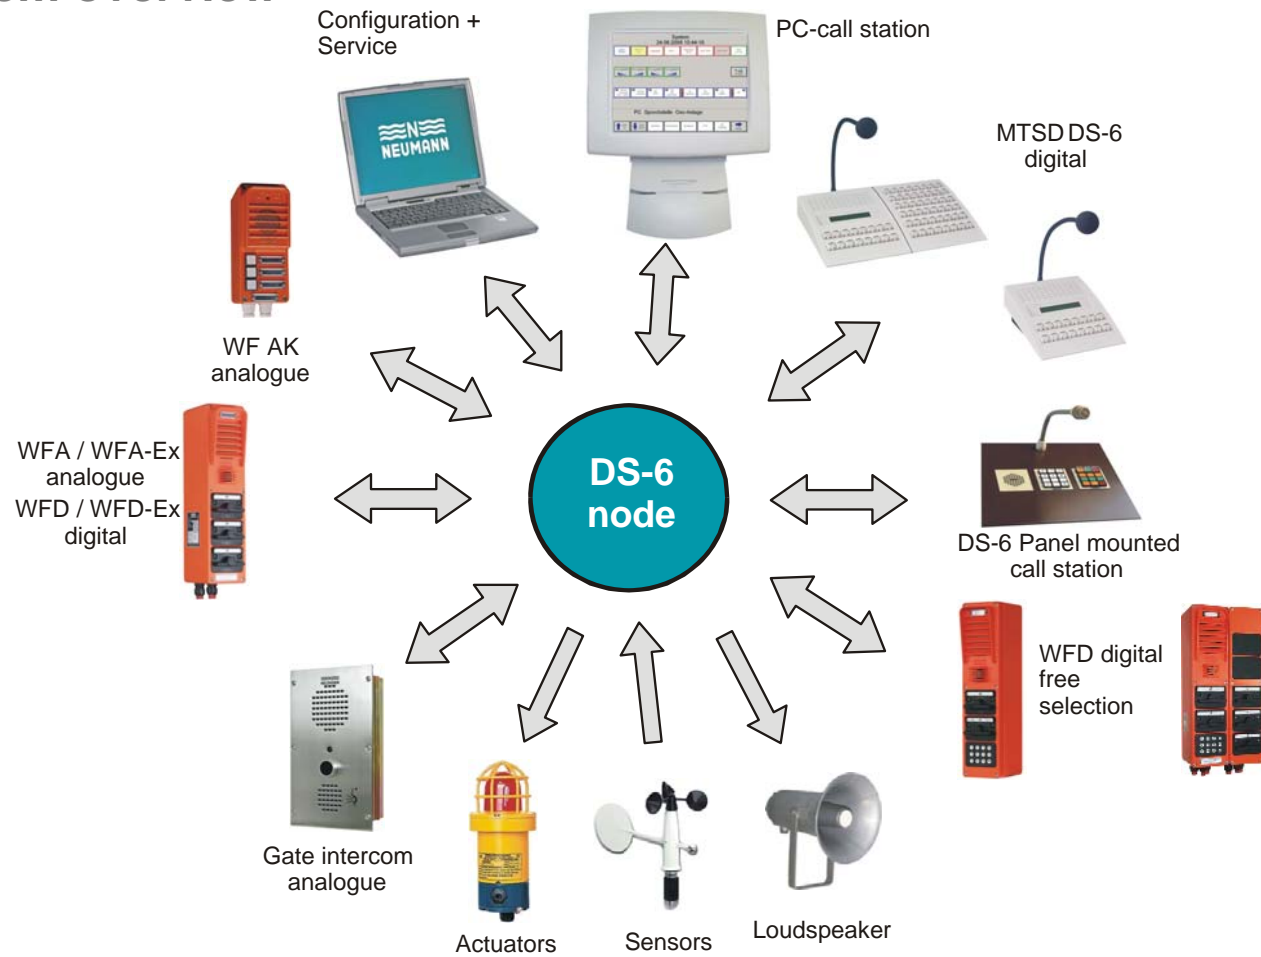 Configuration +
Service
PC-call station
NEUMANN
MTSD DS-6
digital
WF AK
analogue
WFA / WFA-Ex
analogue
WFD / WFD-Ex
digital
DS-6
node
DS-6 Panel mounted
call station
WFD digital
free
selection
Gate intercom
analogue
Actuators
Sensors
Loudspeaker